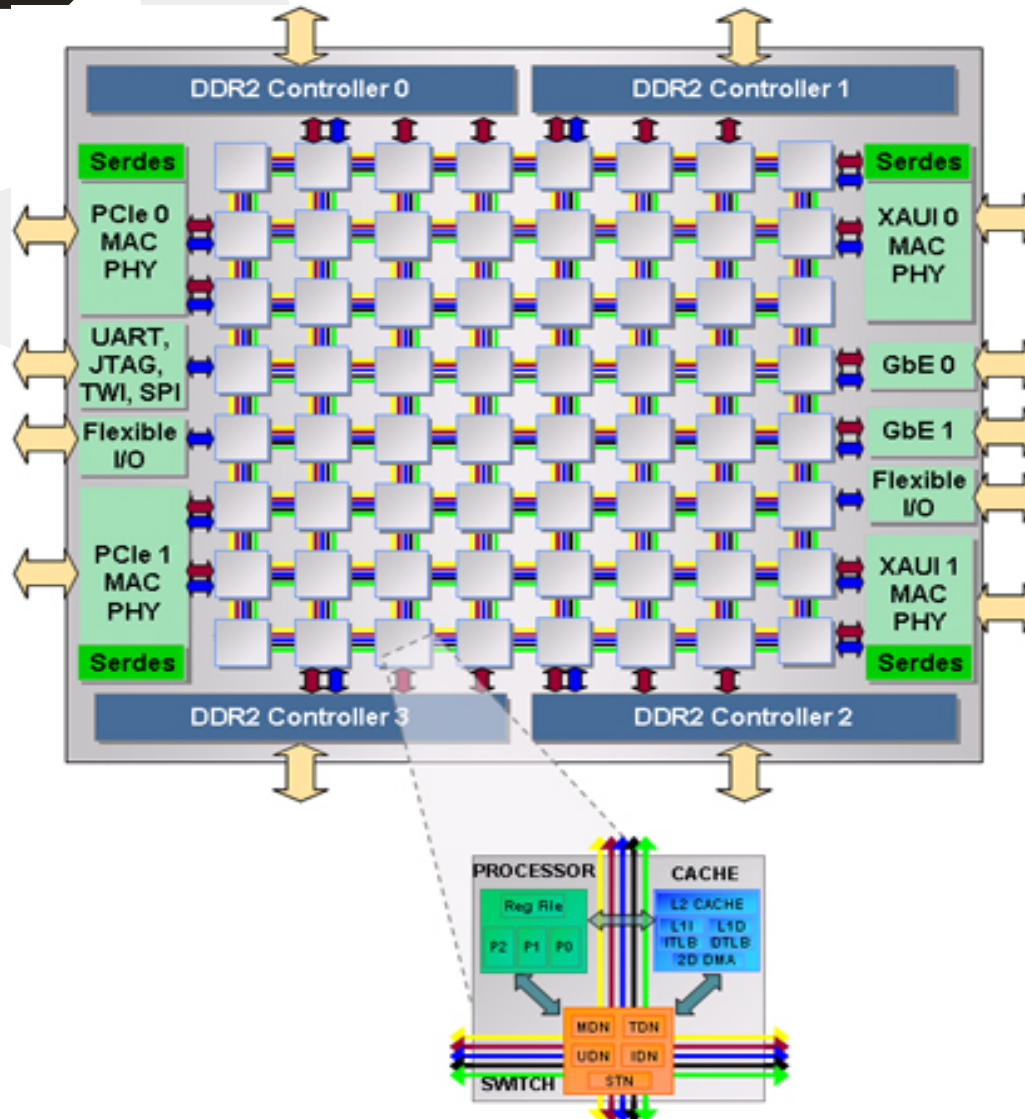 DDR2 Controller 0
DDR2 Controller 1
Serdes
PCIe 0
MAC
PHY
UART,
JTAG,
TWI, SPI
Flexible
I/O
PCIe 1
MAC
PHY
Serdes
Serdes
XAUI 0
MAC
PHY
GbE 0
GbE 1
Flexible
I/O
XAUI 1
MAC
PHY
Serdes
DDR2 Controller 3
DDR2 Controller 2
PROCESSOR
Reg File
P2 P1 P0
CACHE
L2 CACHE
L1I L1D
ITLB DTLB
2D DMA
MDN TDN
UDN IDN
STN
SWITCH